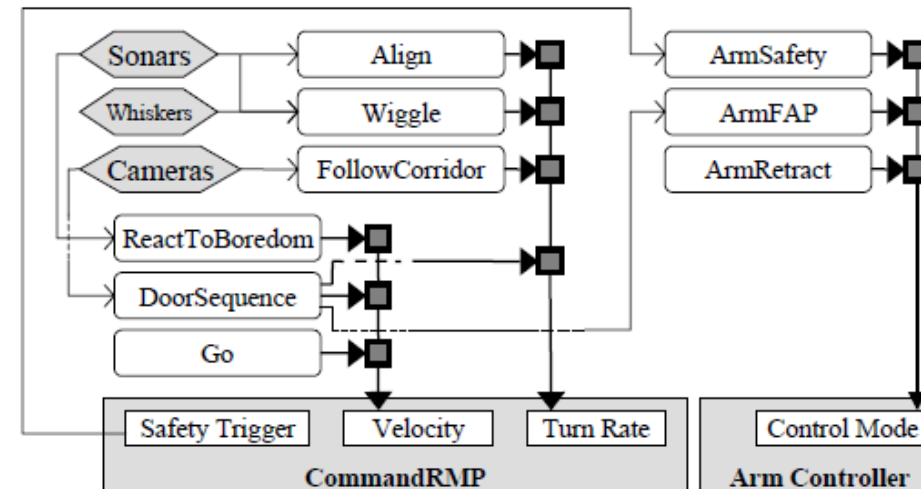 Sonars
Align
ArmSafety
Whiskers
Wiggle
ArmFAP
Cameras
FollowCorridor
ArmRetract
ReactToBoredom
DoorSequence
Go
Safety Trigger
Velocity
Turn Rate
Control Mode
CommandRMP
Arm Controller